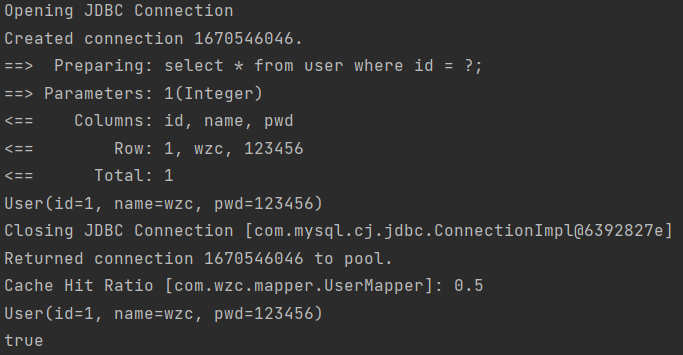 Opening JDBC Connection
Created connection 1670546046.
==>  Preparing: select * from user where id = ?;
==> Parameters: 1(Integer)
<==    Columns: id, name, pwd
<==        Row: 1, wzc, 123456
<==      Total: 1
User(id=1, name=wzc, pwd=123456)
Closing JDBC Connection [com.mysql.cj.jdbc.ConnectionImpl@6392827e]
Returned connection 1670546046 to pool.
Cache Hit Ratio [com.wzc.mapper.UserMapper]: 0.5
User(id=1, name=wzc, pwd=123456)
true